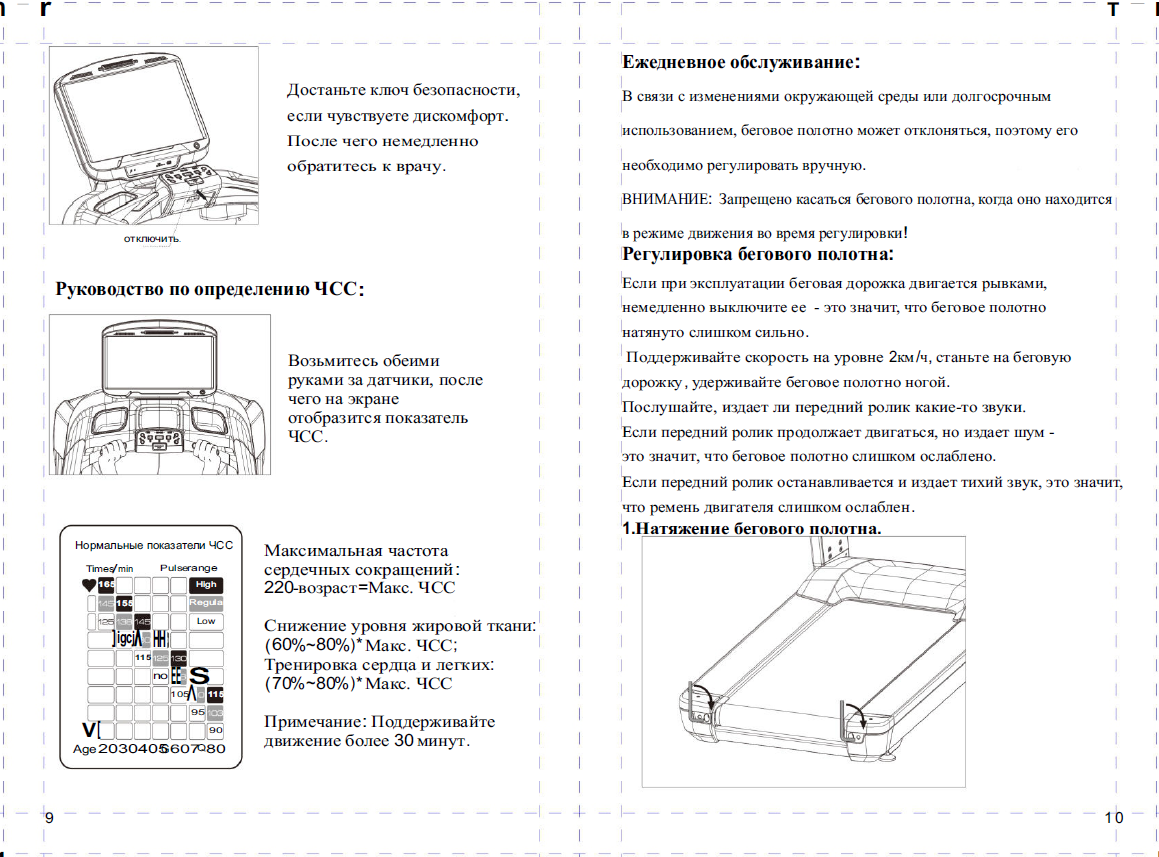 Достаньте ключ безопасности,
если чувствуете дискомфорт.
После чего немедленно
обратитесь к врачу.
отключить.
Руководство по определению ЧСС:
Возьмитесь обеими
руками за датчики, после
чего на экране
отобразится показатель
ЧСС.
Нормальные показатели ЧСС
Times/min Pulserange
165 High
145 155 Regula
125 135 145 Low
115 125 130
no
105 115
95
90
Age
Максимальная частота
сердечных сокращений:
220-возраст=Макс. ЧСС
Снижение уровня жировой ткани:
(60%~80%)* Макс. ЧСС;
Тренировка сердца и легких:
(70%~80%)* Макс. ЧСС
Примечание: Поддерживайте
движение более 30 минут.
9
Ежедневное обслуживание:
В связи с изменениями окружающей среды или долгосрочным
использованием, беговое полотно может отклоняться, поэтому его
необходимо регулировать вручную.
ВНИМАНИЕ: Запрещено касаться бегового полотна, когда оно находится
в режиме движения во время регулировки!
Регулировка бегового полотна:
Если при эксплуатации беговая дорожка двигается рывками,
немедленно выключите ее - это значит, что беговое полотно
натянуто слишком сильно.
Поддерживайте скорость на уровне 2км/ч, станьте на беговую
дорожку, удерживайте беговое полотно ногой.
Послушайте, издает ли передний ролик какие-то звуки.
Если передний ролик продолжает двигаться, но издает шум -
это значит, что беговое полотно слишком ослаблено.
Если передний ролик останавливается и издает тихий звук, это значит,
что ремень двигателя слишком ослаблен.
1.Натяжение бегового полотна.
10